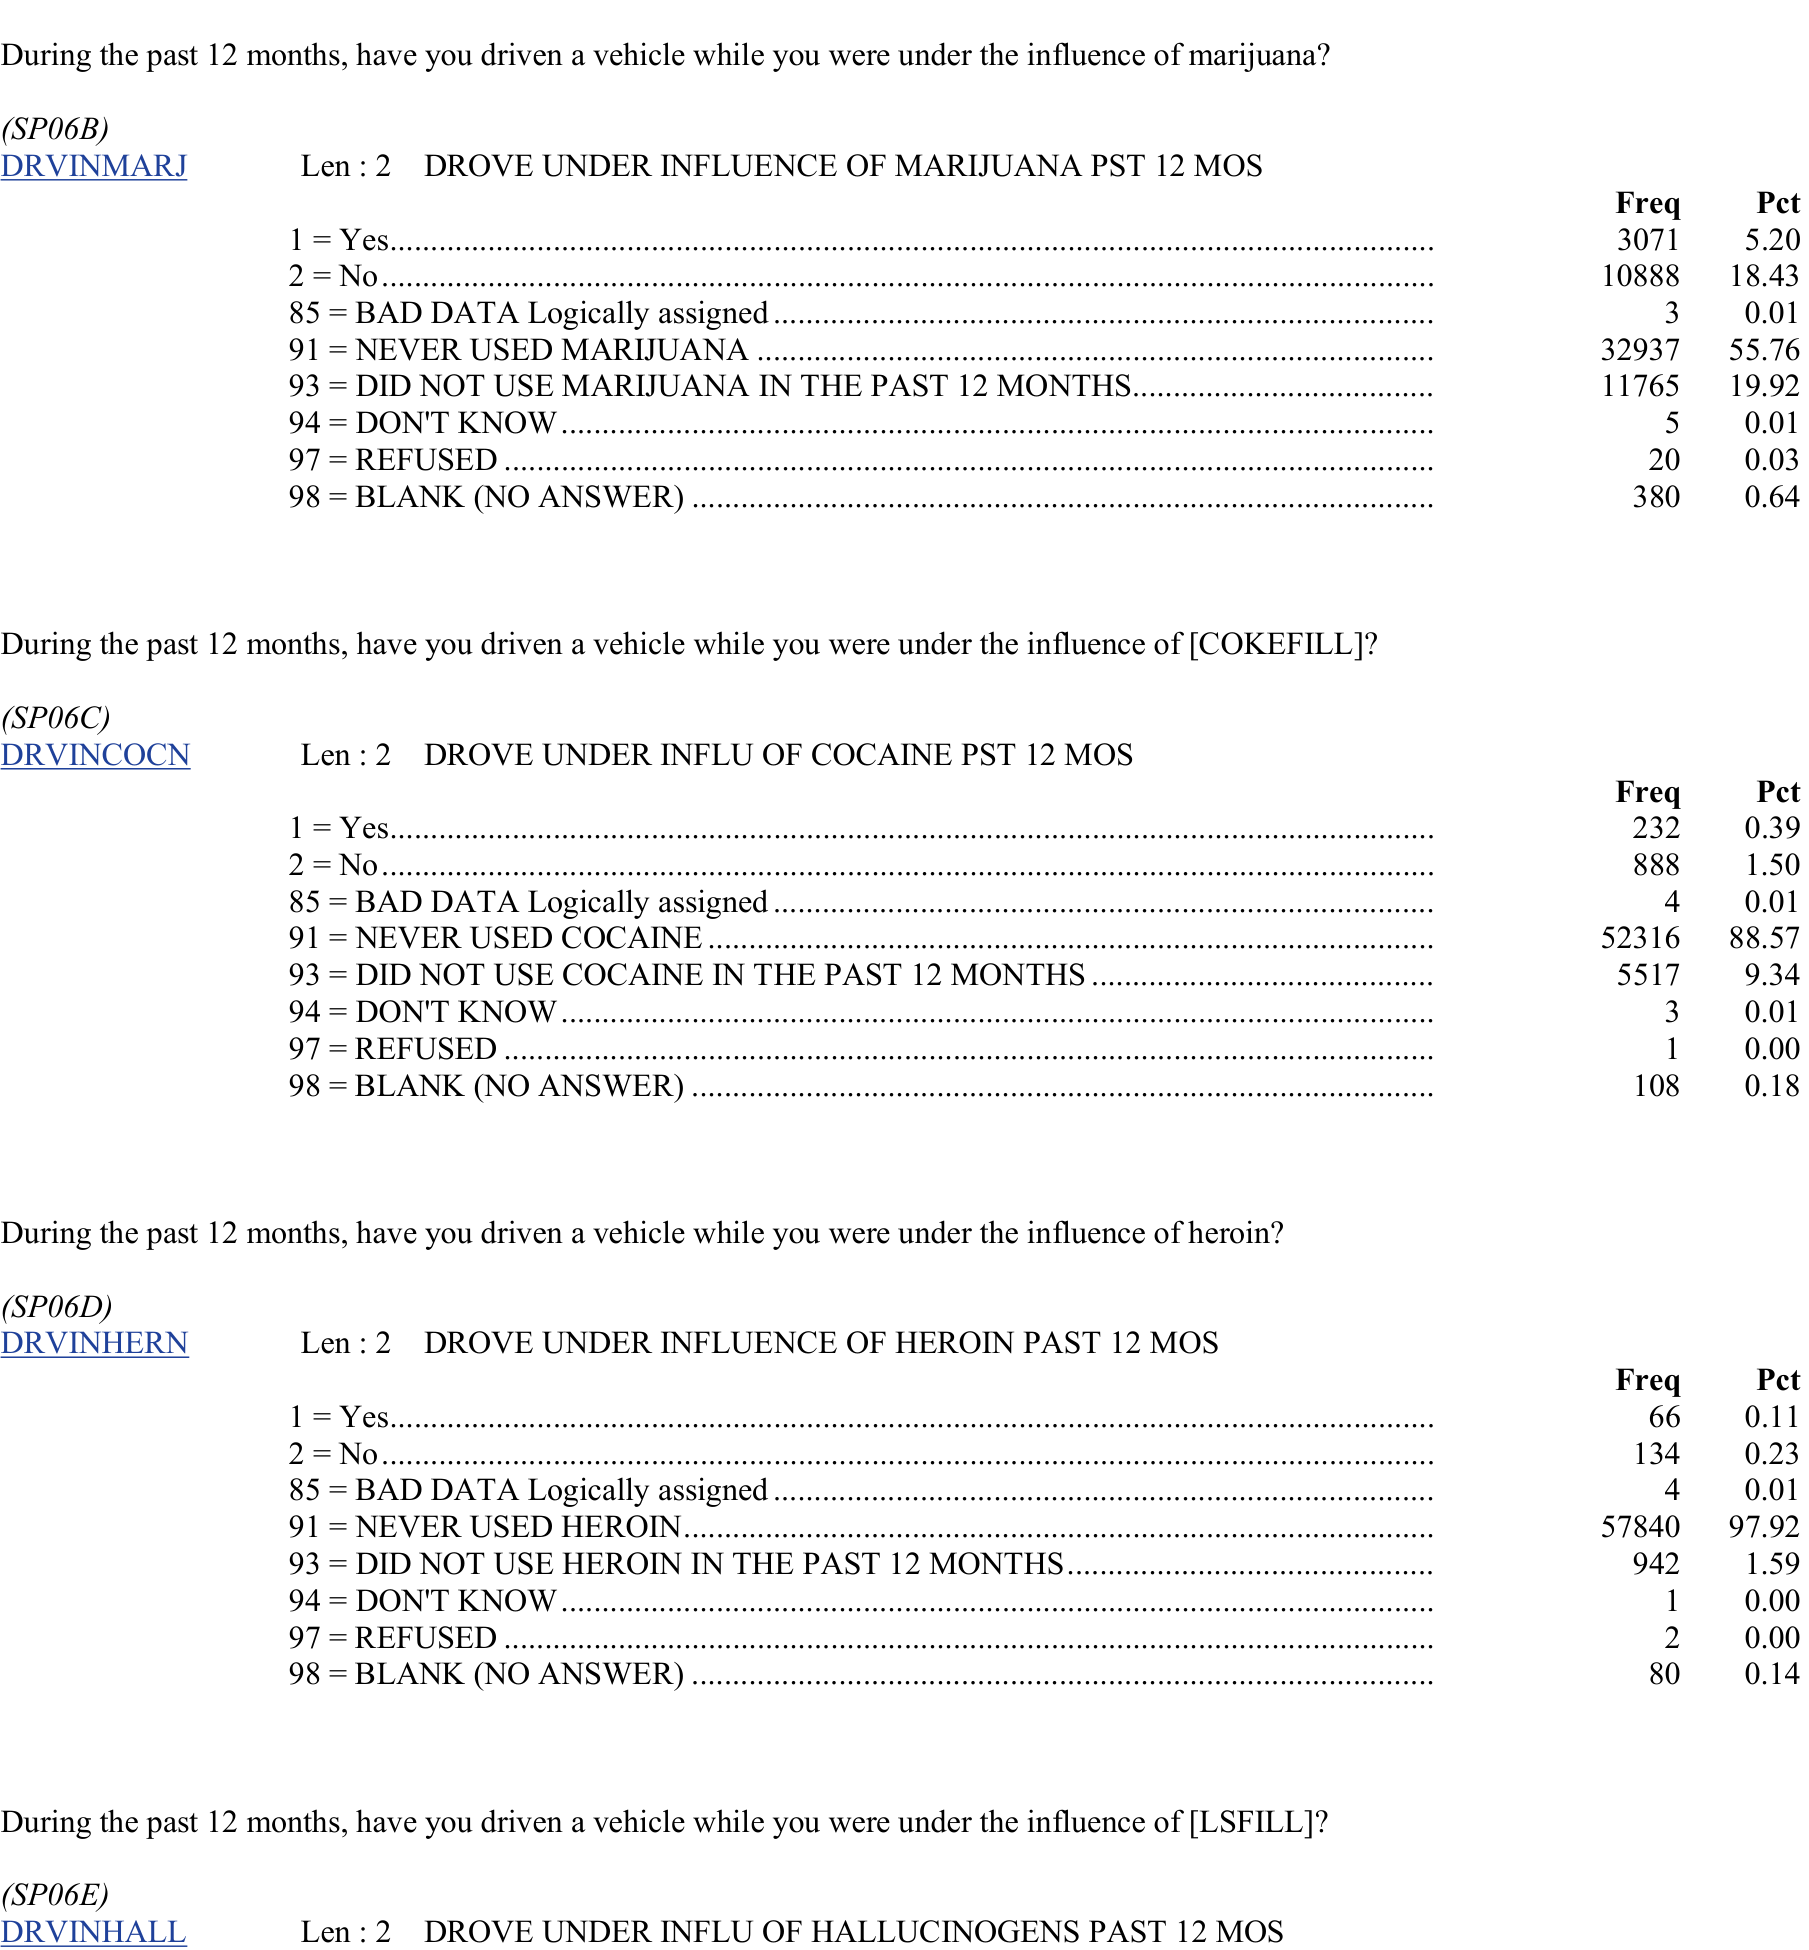 During the past 12 months, have you driven a vehicle while you were under the influence of marijuana?
(SP06B)
DRVINMARJ Len : 2 DROVE UNDER INFLUENCE OF MARIJUANA PST 12 MOS
Freq Pct
1 = Yes 3071 5.20
2 = No 10888 18.43
85 = BAD DATA Logically assigned 3 0.01
91 = NEVER USED MARIJUANA 32937 55.76
93 = DID NOT USE MARIJUANA IN THE PAST 12 MONTHS 11765 19.92
94 = DON'T KNOW 5 0.01
97 = REFUSED 20 0.03
98 = BLANK (NO ANSWER) 380 0.64
During the past 12 months, have you driven a vehicle while you were under the influence of [COKEFILL]?
(SP06C)
DRVINCOCN Len : 2 DROVE UNDER INFLU OF COCAINE PST 12 MOS
Freq Pct
1 = Yes 232 0.39
2 = No 888 1.50
85 = BAD DATA Logically assigned 4 0.01
91 = NEVER USED COCAINE 52316 88.57
93 = DID NOT USE COCAINE IN THE PAST 12 MONTHS 5517 9.34
94 = DON'T KNOW 3 0.01
97 = REFUSED 1 0.00
98 = BLANK (NO ANSWER) 108 0.18
During the past 12 months, have you driven a vehicle while you were under the influence of heroin?
(SP06D)
DRVINHERN Len : 2 DROVE UNDER INFLUENCE OF HEROIN PAST 12 MOS
Freq Pct
1 = Yes 66 0.11
2 = No 134 0.23
85 = BAD DATA Logically assigned 4 0.01
91 = NEVER USED HEROIN 57840 97.92
93 = DID NOT USE HEROIN IN THE PAST 12 MONTHS 942 1.59
94 = DON'T KNOW 1 0.00
97 = REFUSED 2 0.00
98 = BLANK (NO ANSWER) 80 0.14
During the past 12 months, have you driven a vehicle while you were under the influence of [LSFILL]?
(SP06E)
DRVINHALL Len : 2 DROVE UNDER INFLU OF HALLUCINOGENS PAST 12 MOS